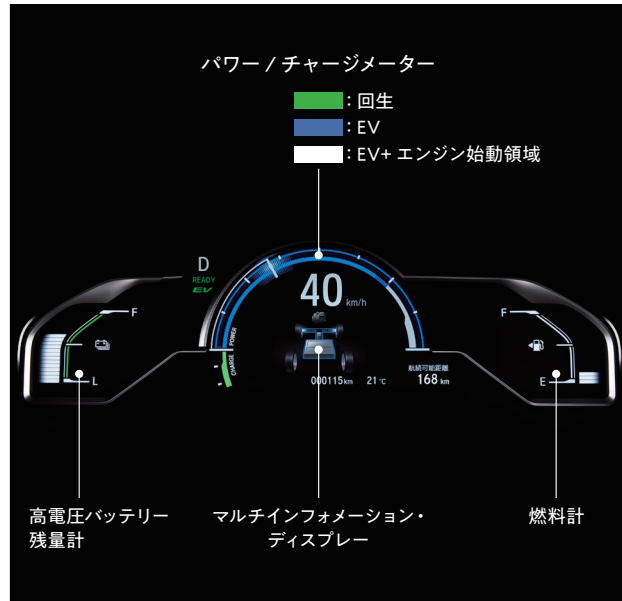 パワー / チャージメーター
：回生
：EV
：EV+ エンジン始動領域
D
READY
EV
40 km/h
F
L
POWER
CHARGE
F
E
航続可能距離
000115km 21℃ 168 km
高電圧バッテリー
残量計
マルチインフォメーション・
ディスプレー
燃料計